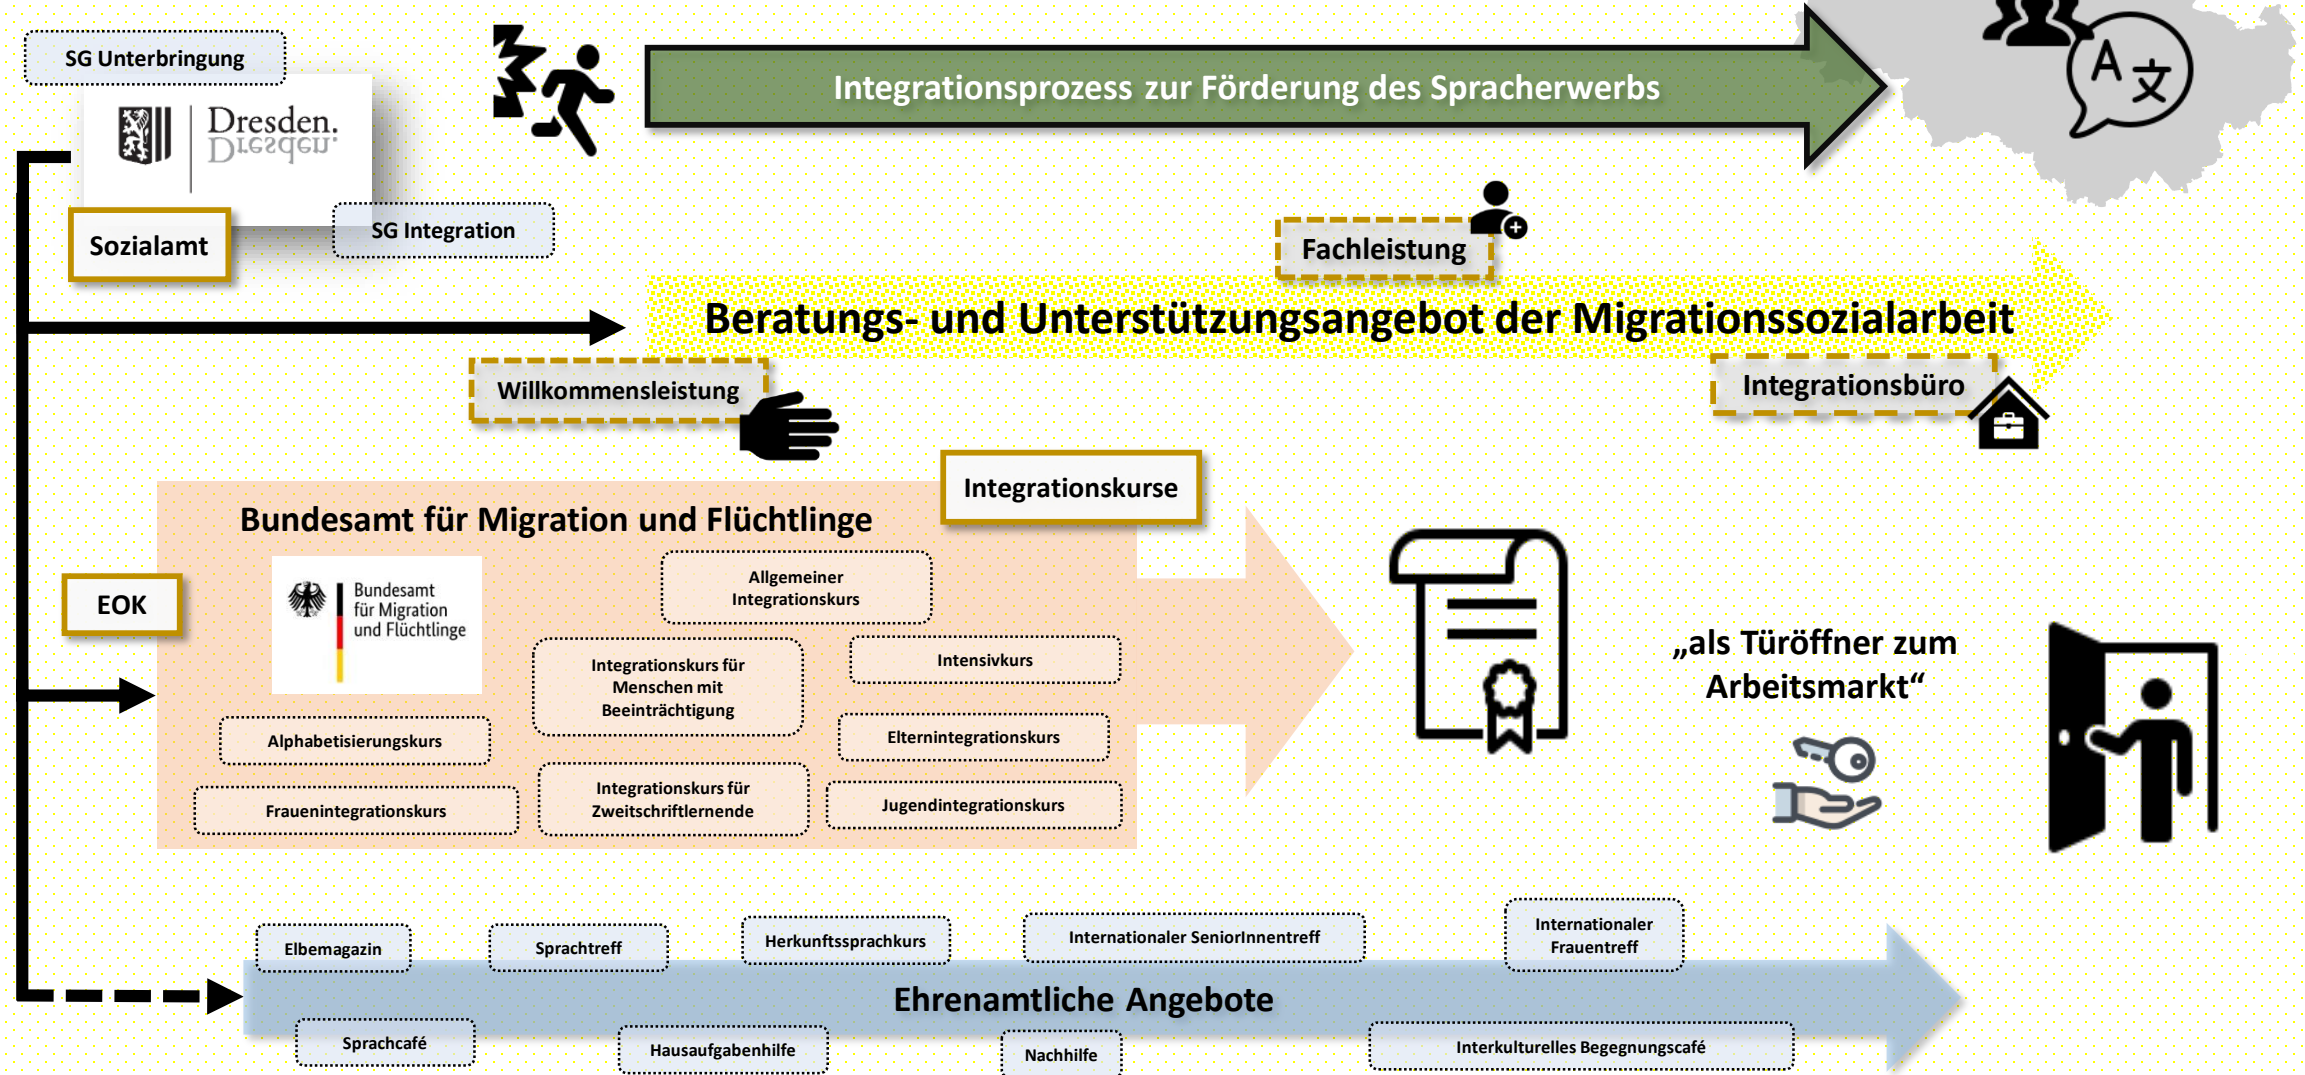 SG Unterbringung
Dresden.
Dresden.
Sozialamt
SG Integration
Integrationsprozess zur Förderung des Spracherwerbs
A 文
Fachleistung
Beratungs- und Unterstützungsangebot der Migrationssozialarbeit
Willkommensleistung
Integrationsbüro
Integrationskurse
Bundesamt für Migration und Flüchtlinge
EOK
Bundesamt
für Migration
und Flüchtlinge
Allgemeiner
Integrationskurs
Integrationskurs für
Menschen mit
Beeinträchtigung
Intensivkurs
Alphabetisierungskurs
Elternintegrationskurs
Frauenintegrationskurs
Integrationskurs für
Zweitschriftlernende
Jugendintegrationskurs
„als Türöffner zum
Arbeitsmarkt“
Elbemagazin
Sprachtreff
Herkunftssprachkurs
Internationaler SeniorInnentreff
Internationaler
Frauentreff
Ehrenamtliche Angebote
Sprachcafé
Hausaufgabenhilfe
Nachhilfe
Interkulturelles Begegnungscafé